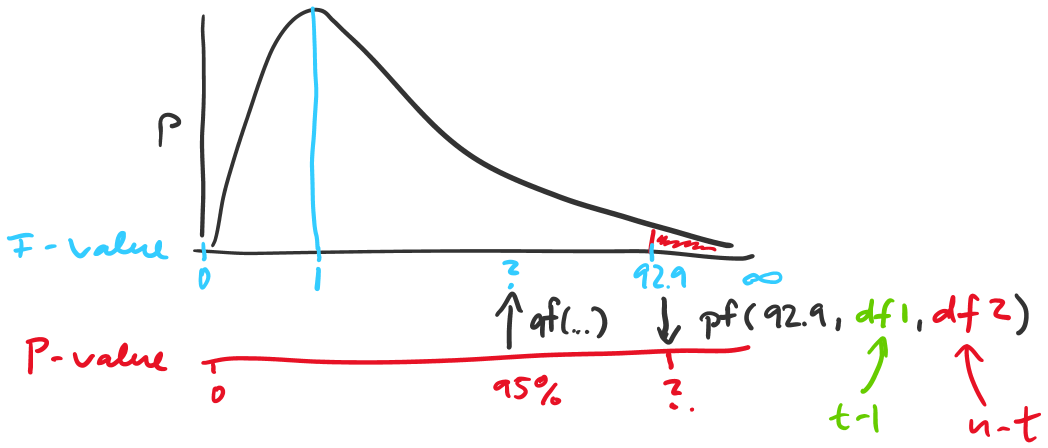 P
F-value
0 1 ? 92.9 ∞
qf(...) pf(92.9, df1, df2)
P-value
0 95% ?
t-1 n-t